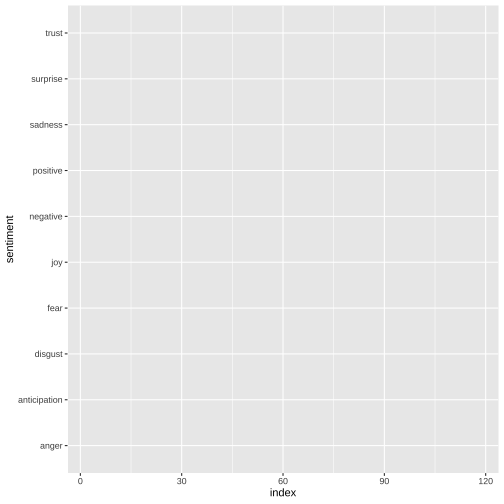 trust
surprise
sadness
positive
negative
joy
fear
disgust
anticipation
anger
sentiment
0 30 60 90 120
index